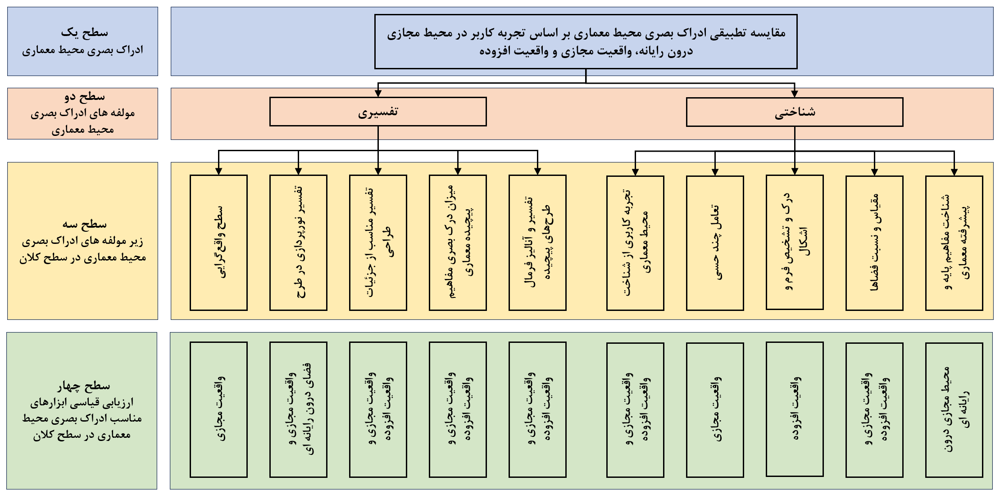 سطح یک
ادراک بصری محیط معماری
مقایسه تطبیقی ادراک بصری محیط معماری بر اساس تجربه کاربر در محیط مجازی
درون رایانه، واقعیت مجازی و واقعیت افزوده
سطح دو
مولفه های ادراک بصری
محیط معماری
شناختی
تفسیری
سطح سه
زیر مولفه های ادراک بصری
محیط معماری در سطح کلان
شناخت مفاهیم پایه و
پیشرفته معماری
مقیاس و نسبت فضاها
درک و تشخیص فرم و
اشکال
تعامل چند حسی
تجربه کاربری از شناخت
محیط معماری
تفسیر و آنالیز فرمال
طرح‌های پیچیده
میزان درک بصری مفاهیم
پیچیده معماری
تفسیر مناسب از جزئیات
طراحی
تفسیر نورپردازی در طرح
سطح واقع‌گرایی
سطح چهار
ارزیابی قیاسی ابزارهای
مناسب ادراک بصری محیط
معماری در سطح کلان
محیط مجازی درون
رایانه ای
واقعیت مجازی و
واقعیت افزوده
واقعیت افزوده
واقعیت مجازی
واقعیت مجازی و
واقعیت افزوده
واقعیت مجازی و
واقعیت افزوده
واقعیت مجازی و
واقعیت افزوده
واقعیت مجازی و
واقعیت افزوده
واقعیت مجازی و
فضای درون رایانه ای
واقعیت مجازی